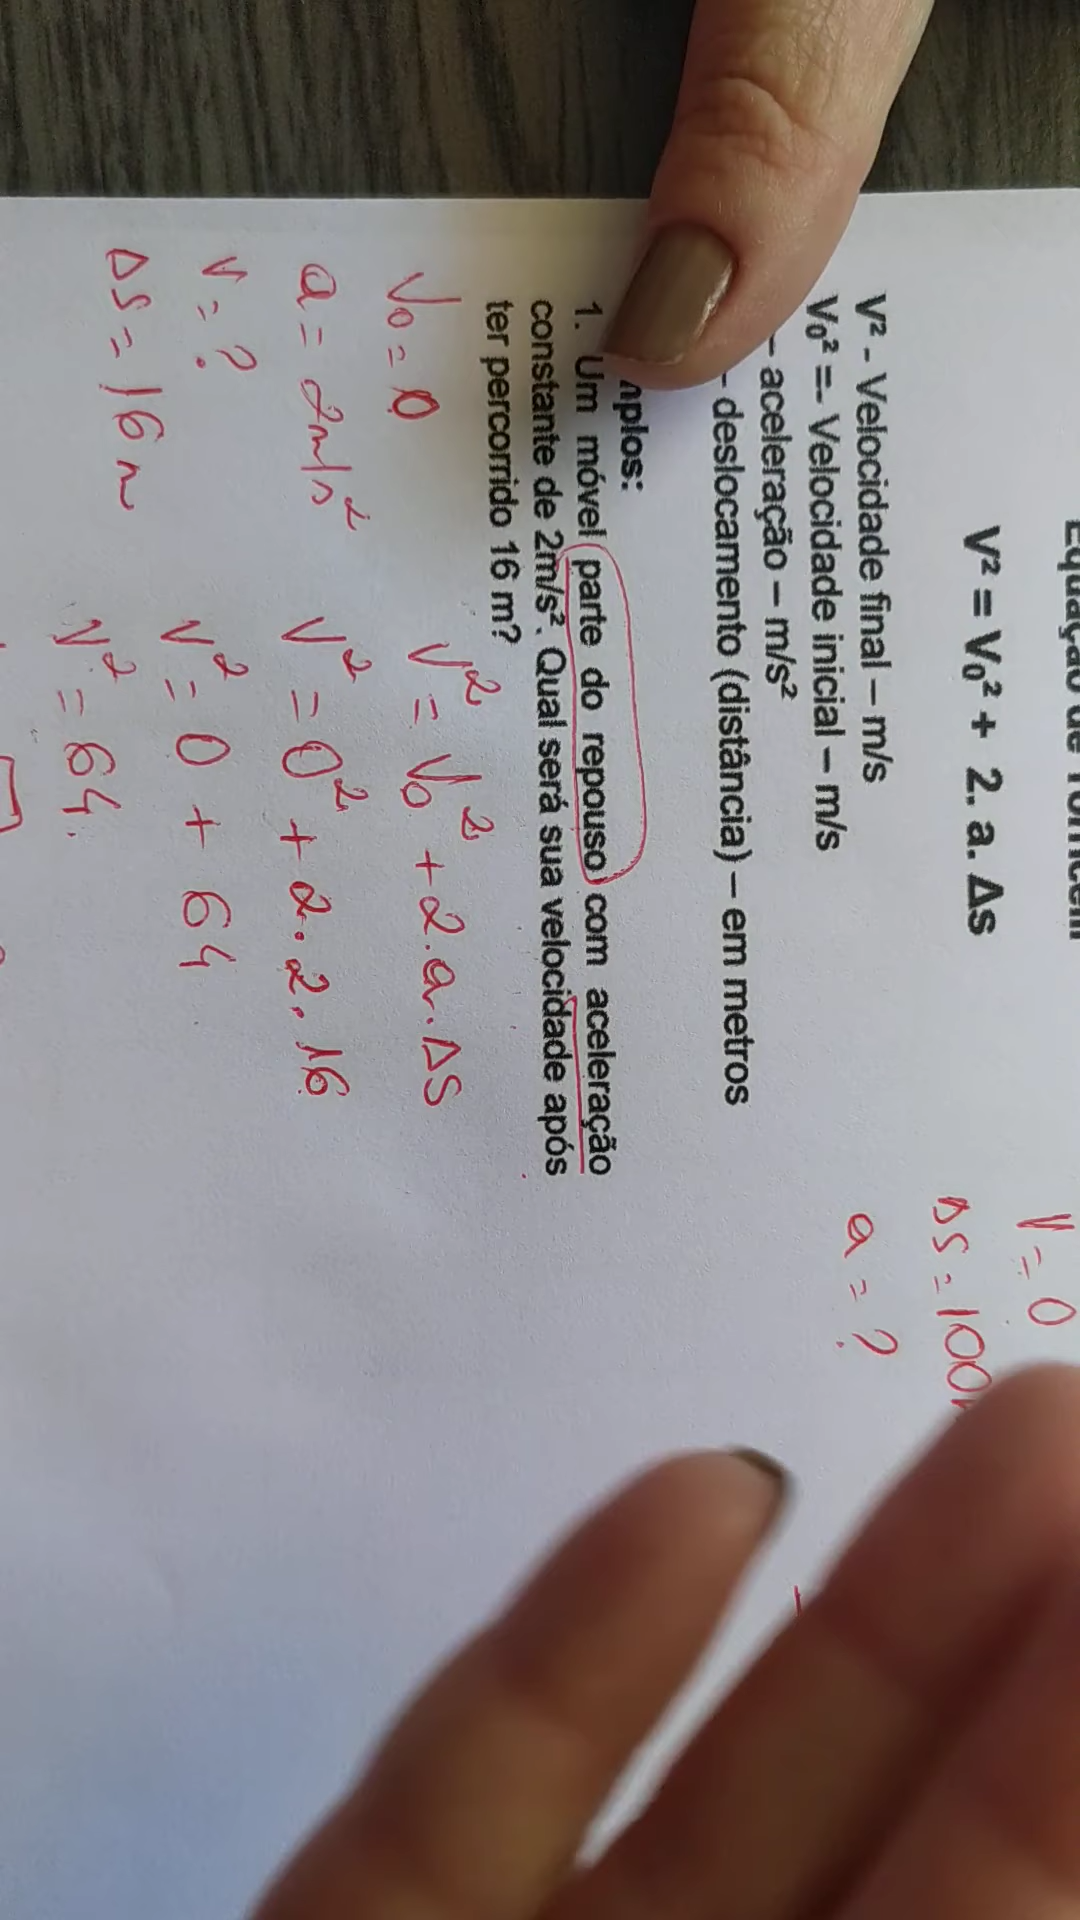 Equação de Torricelli
V² = V₀² + 2. a. Δs
V² - Velocidade final – m/s
V₀² =- Velocidade inicial – m/s
– aceleração – m/s²
– deslocamento (distância) – em metros
mplos:
1. Um móvel parte do repouso com aceleração
constante de 2m/s². Qual será sua velocidade após
ter percorrido 16 m?
V₀ = 0
a = 2m/s²
V = ?
ΔS = 16 m
V² = V₀² + 2.a.ΔS
V² = 0² + 2.2.16
V² = 0 + 64
V² = 64.
V = 0
ΔS = 100
a = ?